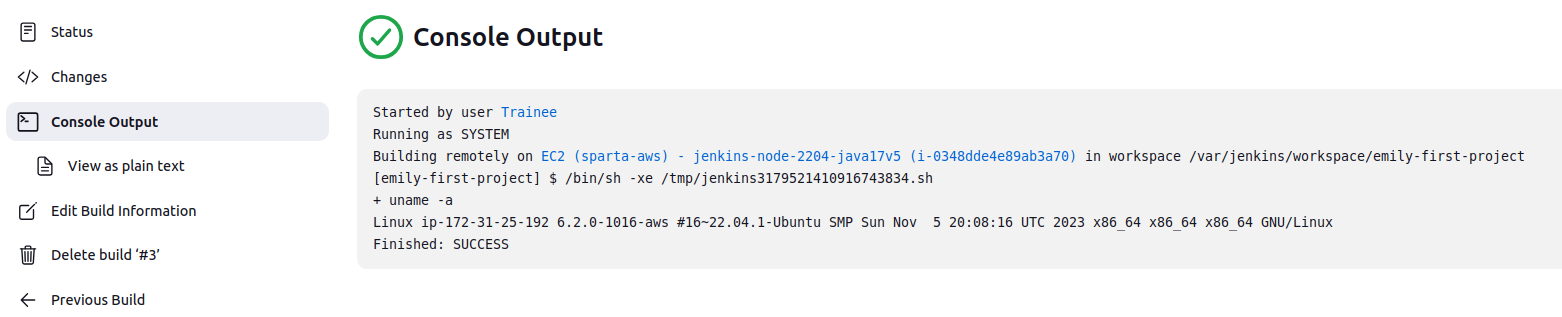 Status
Changes
Console Output
View as plain text
Edit Build Information
Delete build ‘#3’
Previous Build
Console Output
Started by user Trainee
Running as SYSTEM
Building remotely on EC2 (sparta-aws) - jenkins-node-2204-java17v5 (i-0348dde4e89ab3a70) in workspace /var/jenkins/workspace/emily-first-project
[emily-first-project] $ /bin/sh -xe /tmp/jenkins3179521410916743834.sh
+ uname -a
Linux ip-172-31-25-192 6.2.0-1016-aws #16~22.04.1-Ubuntu SMP Sun Nov  5 20:08:16 UTC 2023 x86_64 x86_64 x86_64 GNU/Linux
Finished: SUCCESS